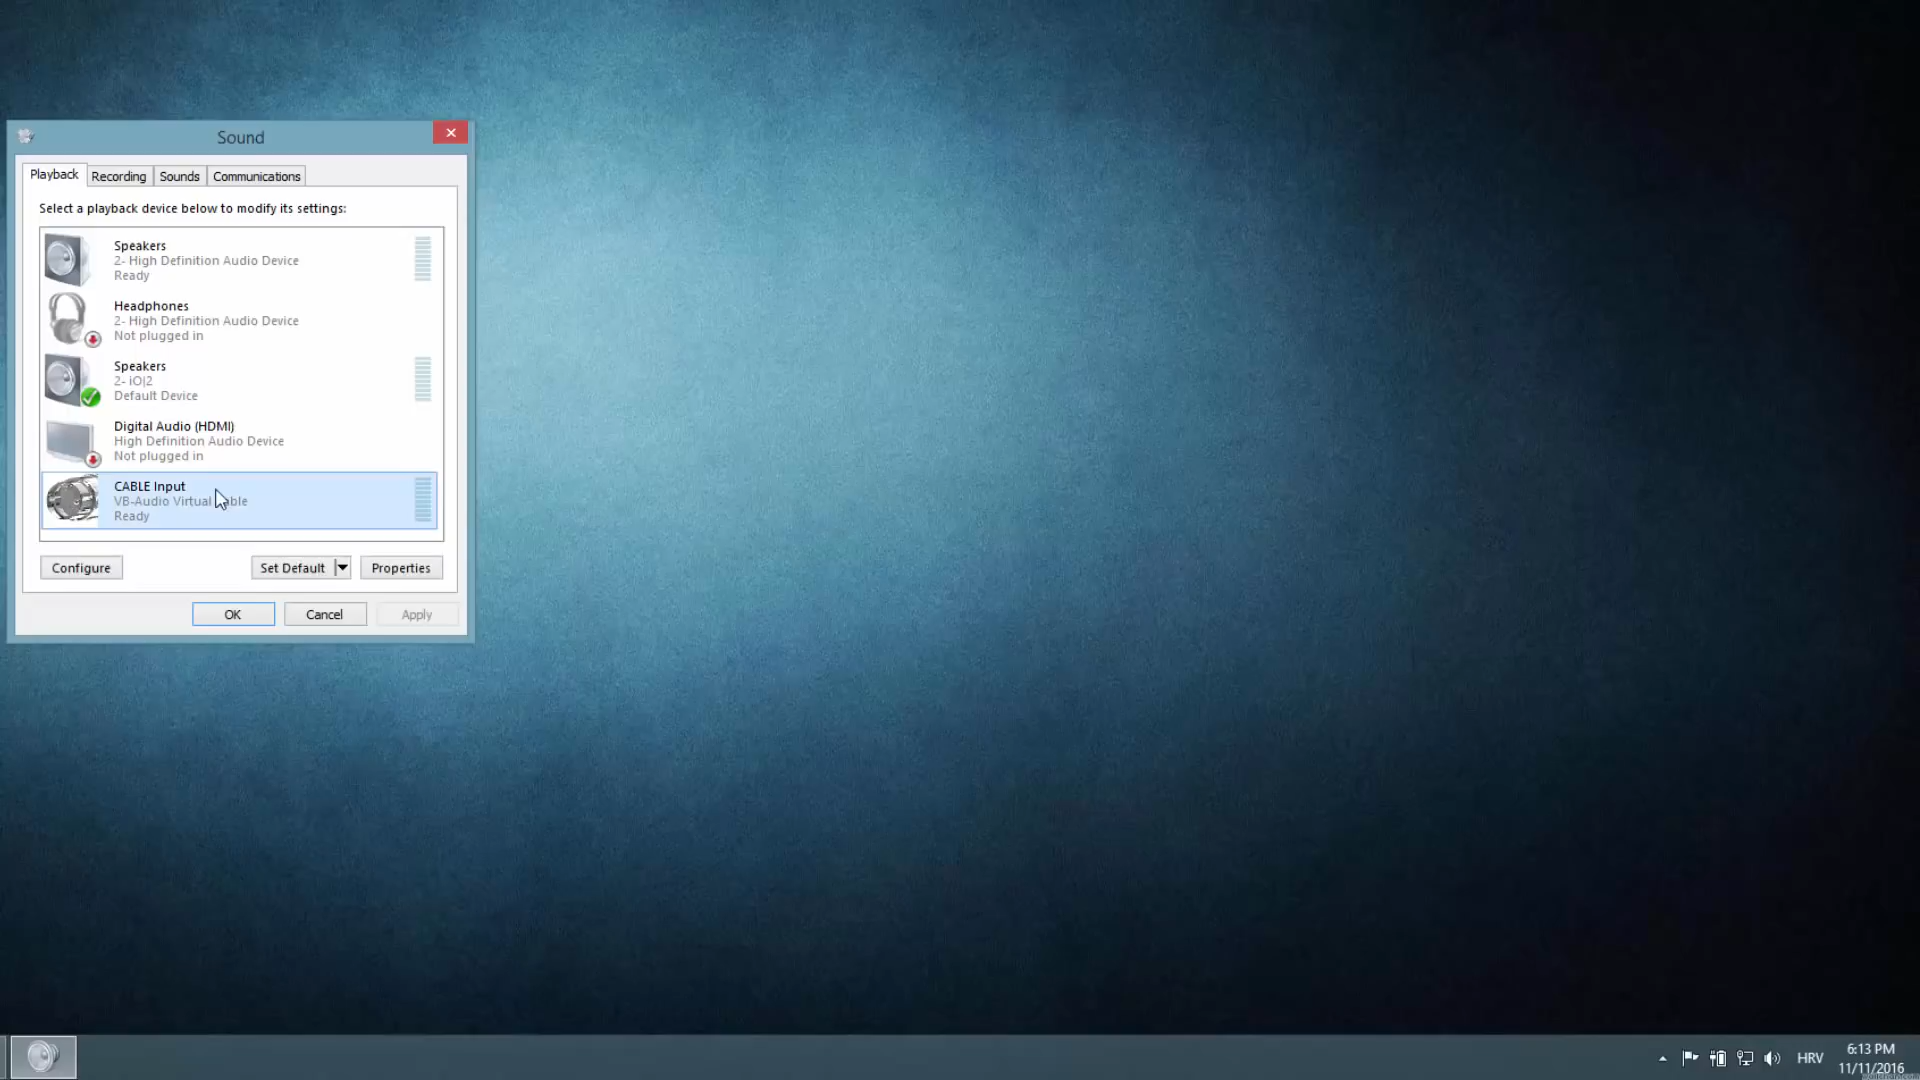 Sound
Playback
Recording
Sounds
Communications
Select a playback device below to modify its settings:
Speakers
2- High Definition Audio Device
Ready
Headphones
2- High Definition Audio Device
Not plugged in
Speakers
2- iO|2
Default Device
Digital Audio (HDMI)
High Definition Audio Device
Not plugged in
CABLE Input
VB-Audio Virtual
Ready
Configure
Set Default
Properties
OK
Cancel
Apply
HRV
6:13 PM
11/11/2016